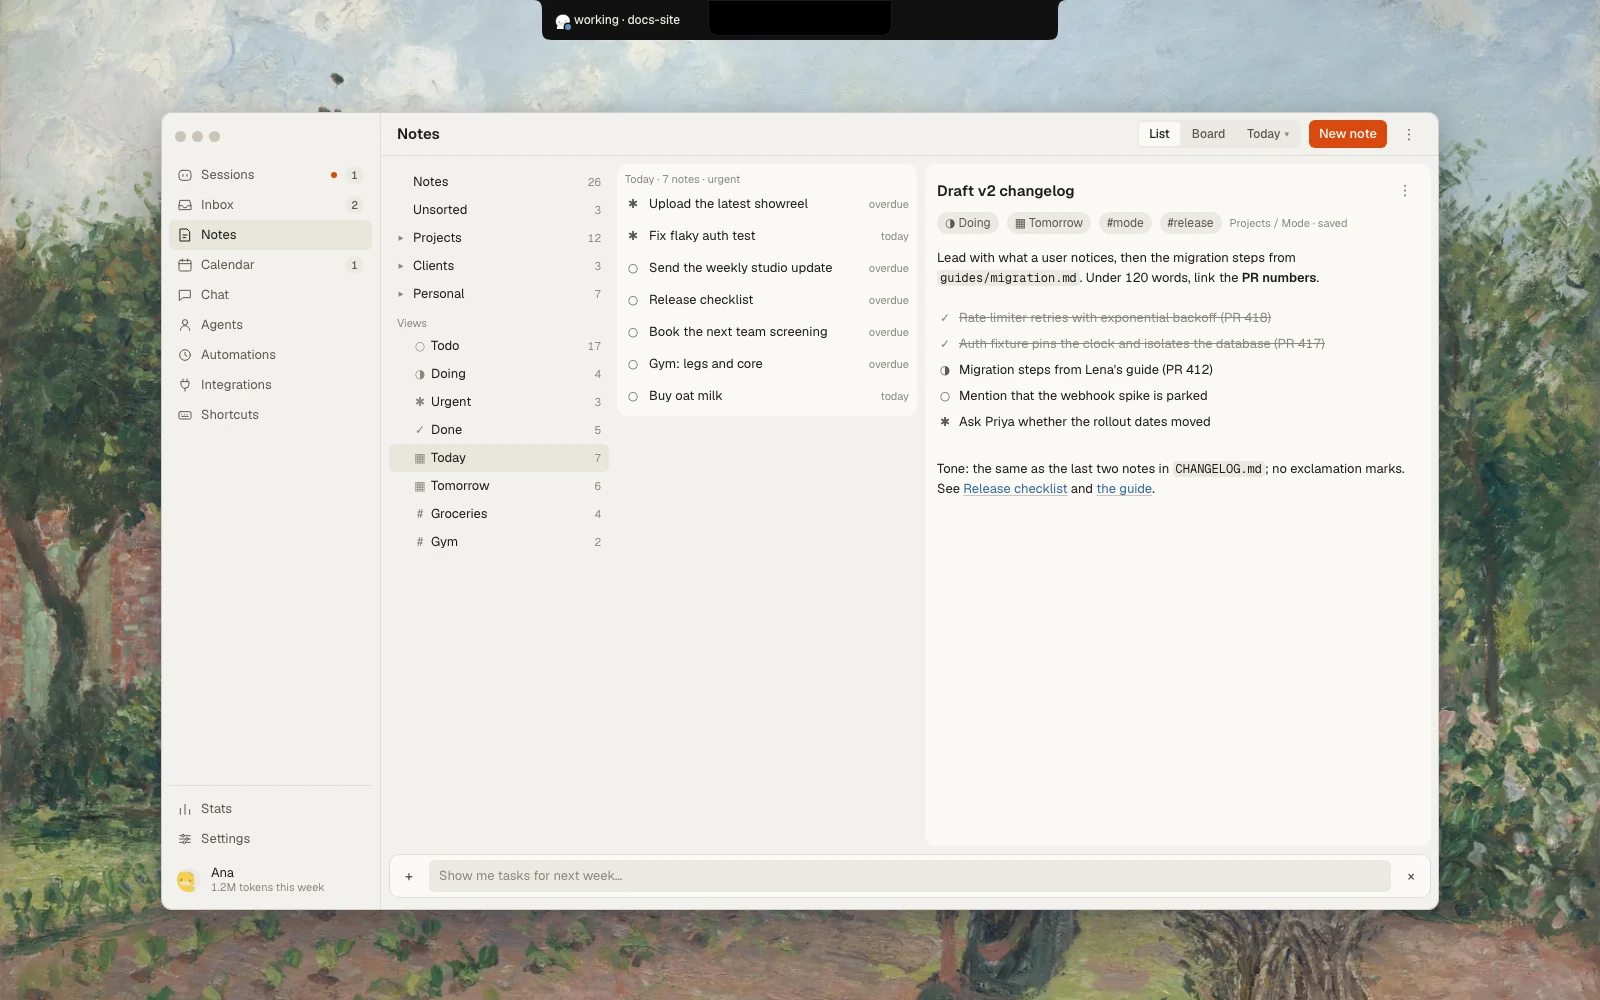 working · docs-site
Sessions 1
Inbox 2
Notes
Calendar 1
Chat
Agents
Automations
Integrations
Shortcuts
Stats
Settings
Ana
1.2M tokens this week
Notes
List Board Today New note
Notes 26
Unsorted 3
Projects 12
Clients 3
Personal 7
Views
Todo 17
Doing 4
Urgent 3
Done 5
Today 7
Tomorrow 6
# Groceries 4
# Gym 2
Today · 7 notes · urgent
Upload the latest showreel overdue
Fix flaky auth test today
Send the weekly studio update overdue
Release checklist overdue
Book the next team screening overdue
Gym: legs and core overdue
Buy oat milk today
Draft v2 changelog
Doing Tomorrow #mode #release Projects / Mode · saved
Lead with what a user notices, then the migration steps from
guides/migration.md. Under 120 words, link the PR numbers.
Rate limiter retries with exponential backoff (PR 418)
Auth fixture pins the clock and isolates the database (PR 417)
Migration steps from Lena's guide (PR 412)
Mention that the webhook spike is parked
Ask Priya whether the rollout dates moved
Tone: the same as the last two notes in CHANGELOG.md; no exclamation marks.
See Release checklist and the guide.
Show me tasks for next week…